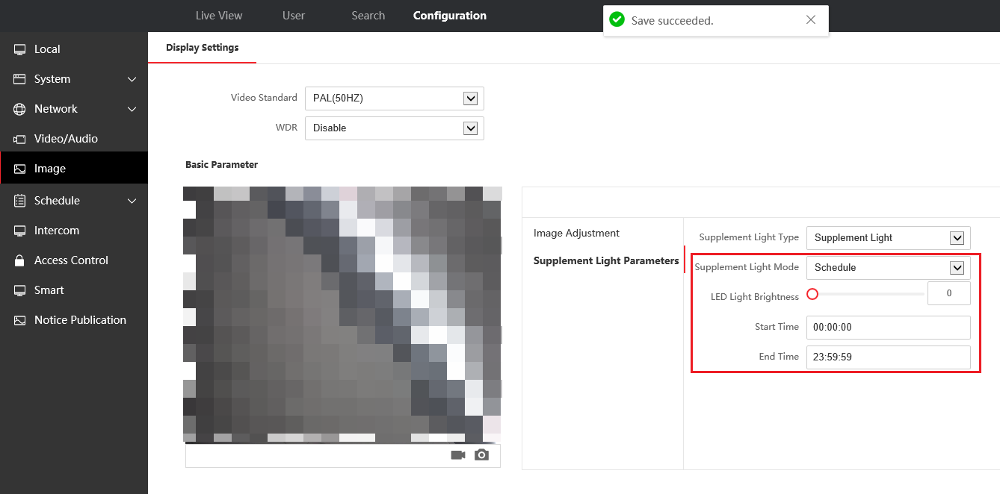 Live View User Search Configuration
Save succeeded.
Local
System
Network
Video/Audio
Image
Schedule
Intercom
Access Control
Smart
Notice Publication
Display Settings
Video Standard PAL(50HZ)
WDR Disable
Basic Parameter
Image Adjustment
Supplement Light Parameters
Supplement Light Type Supplement Light
Supplement Light Mode Schedule
LED Light Brightness 0
Start Time 00:00:00
End Time 23:59:59